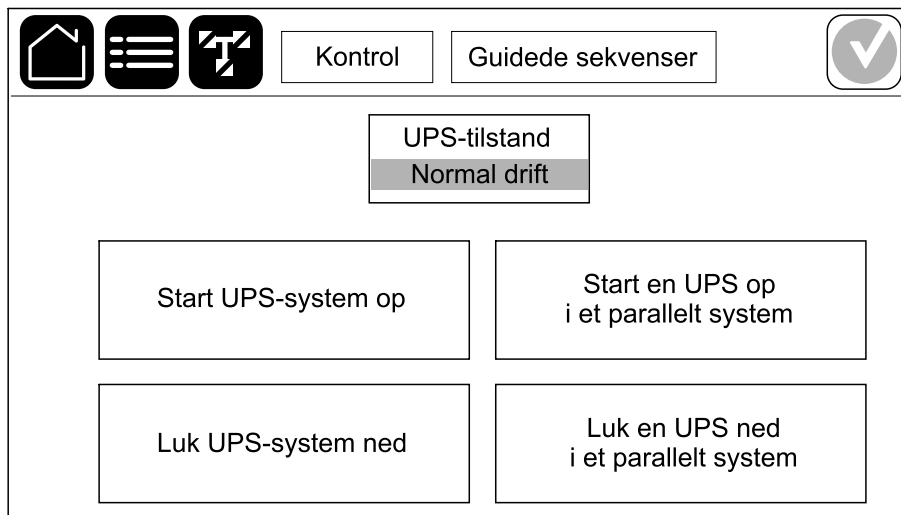 Kontrol
Guidede sekvenser
UPS-tilstand
Normal drift
Start UPS-system op
Start en UPS op
i et parallelt system
Luk UPS-system ned
Luk en UPS ned
i et parallelt system